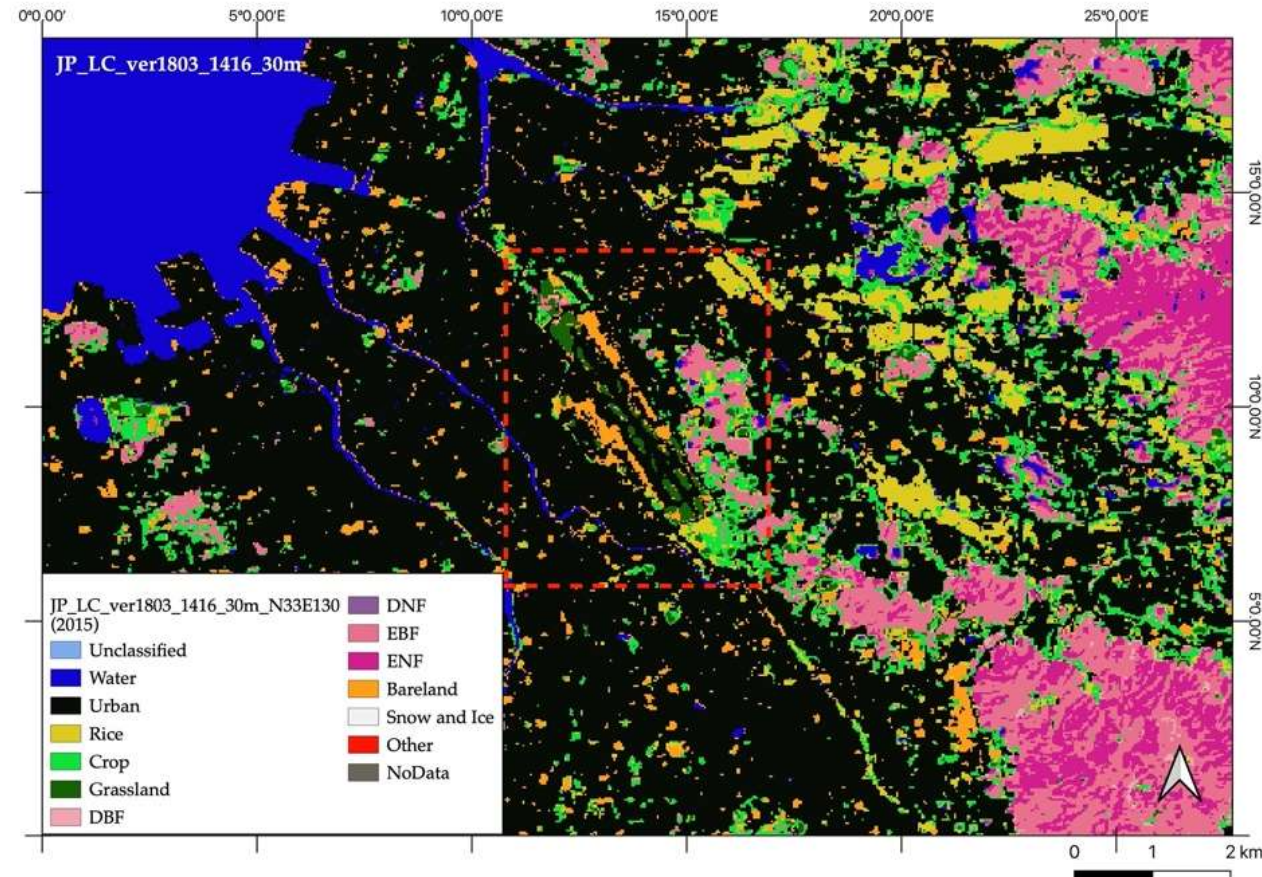 0°0.00'E 5°0.00'E 10°0.00'E 15°0.00'E 20°0.00'E 25°0.00'E
JP_LC_ver1803_1416_30m
15°0.00'N
10°0.00'N
5°0.00'N
JP_LC_ver1803_1416_30m_N33E130
(2015)
Unclassified
Water
Urban
Rice
Crop
Grassland
DBF
DNF
EBF
ENF
Bareland
Snow and Ice
Other
NoData
0 1 2 km